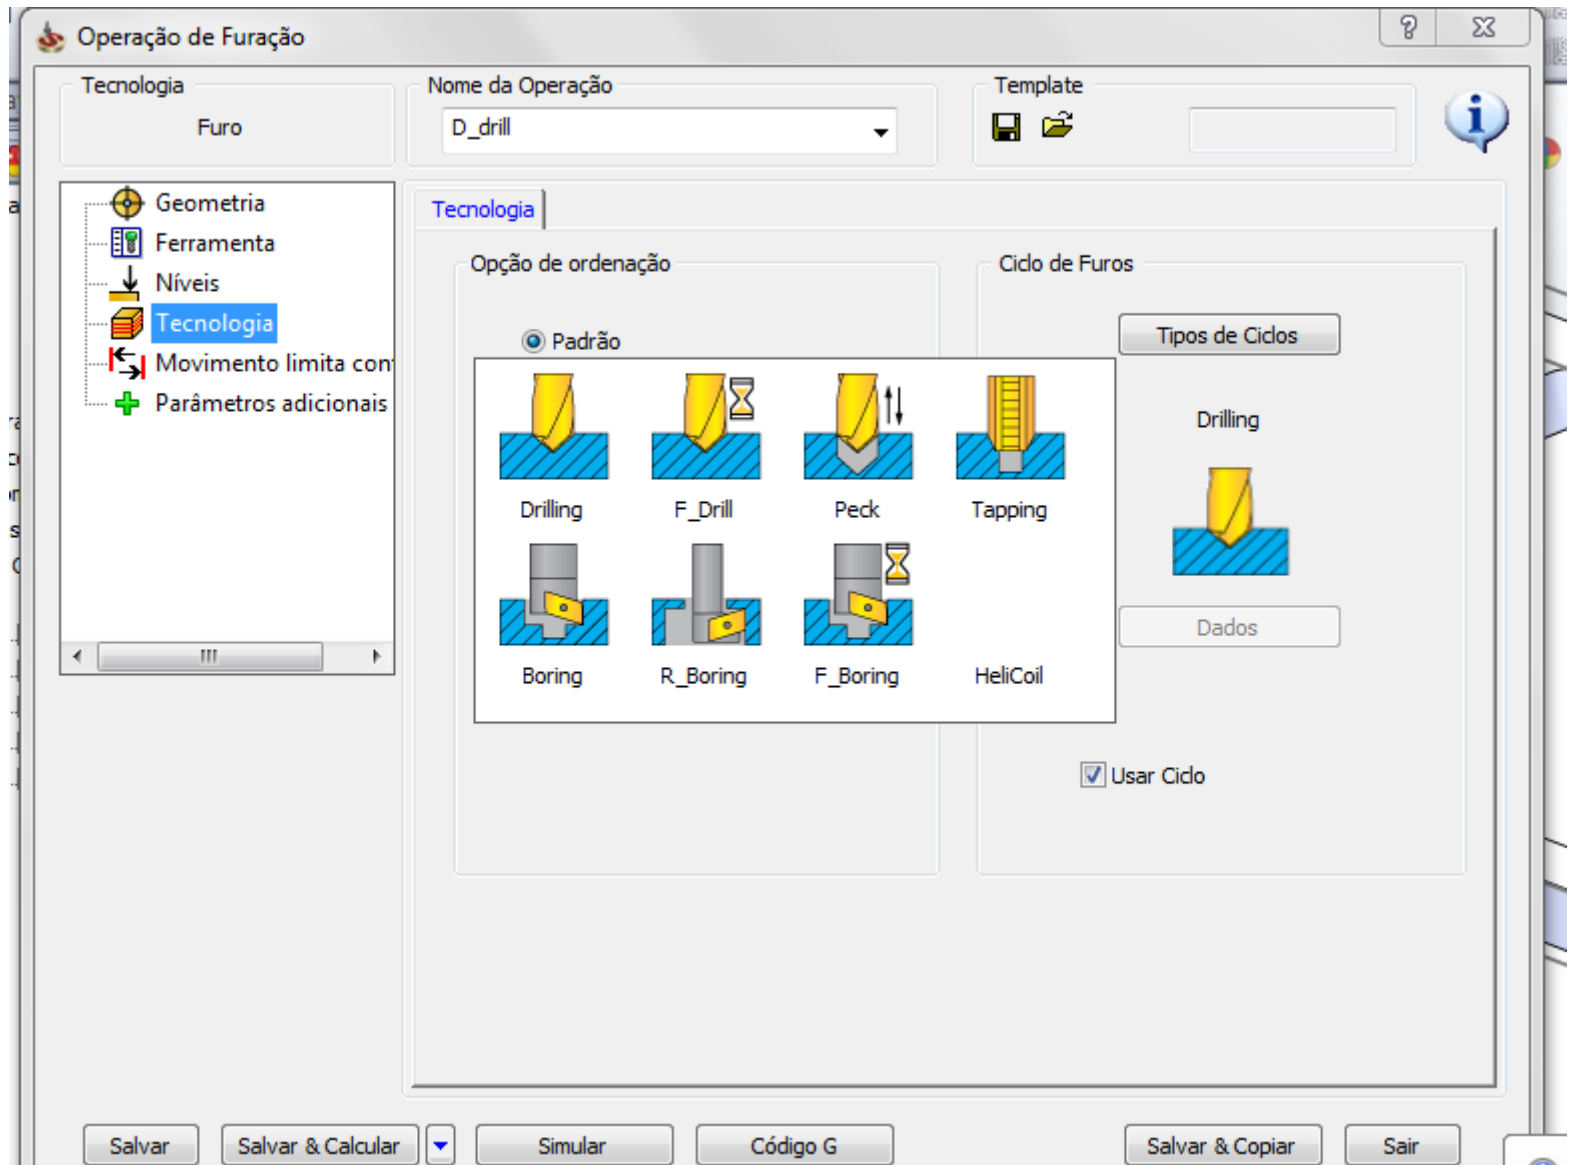 Operação de Furação
Tecnologia
Furo
Nome da Operação
D_drill
Template
Geometria
Ferramenta
Níveis
Tecnologia
Movimento limita con
Parâmetros adicionais
Tecnologia
Opção de ordenação
Padrão
Drilling F_Drill Peck Tapping
Boring R_Boring F_Boring HeliCoil
Ciclo de Furos
Tipos de Ciclos
Drilling
Dados
Usar Ciclo
Salvar Salvar & Calcular Simular Código G Salvar & Copiar Sair